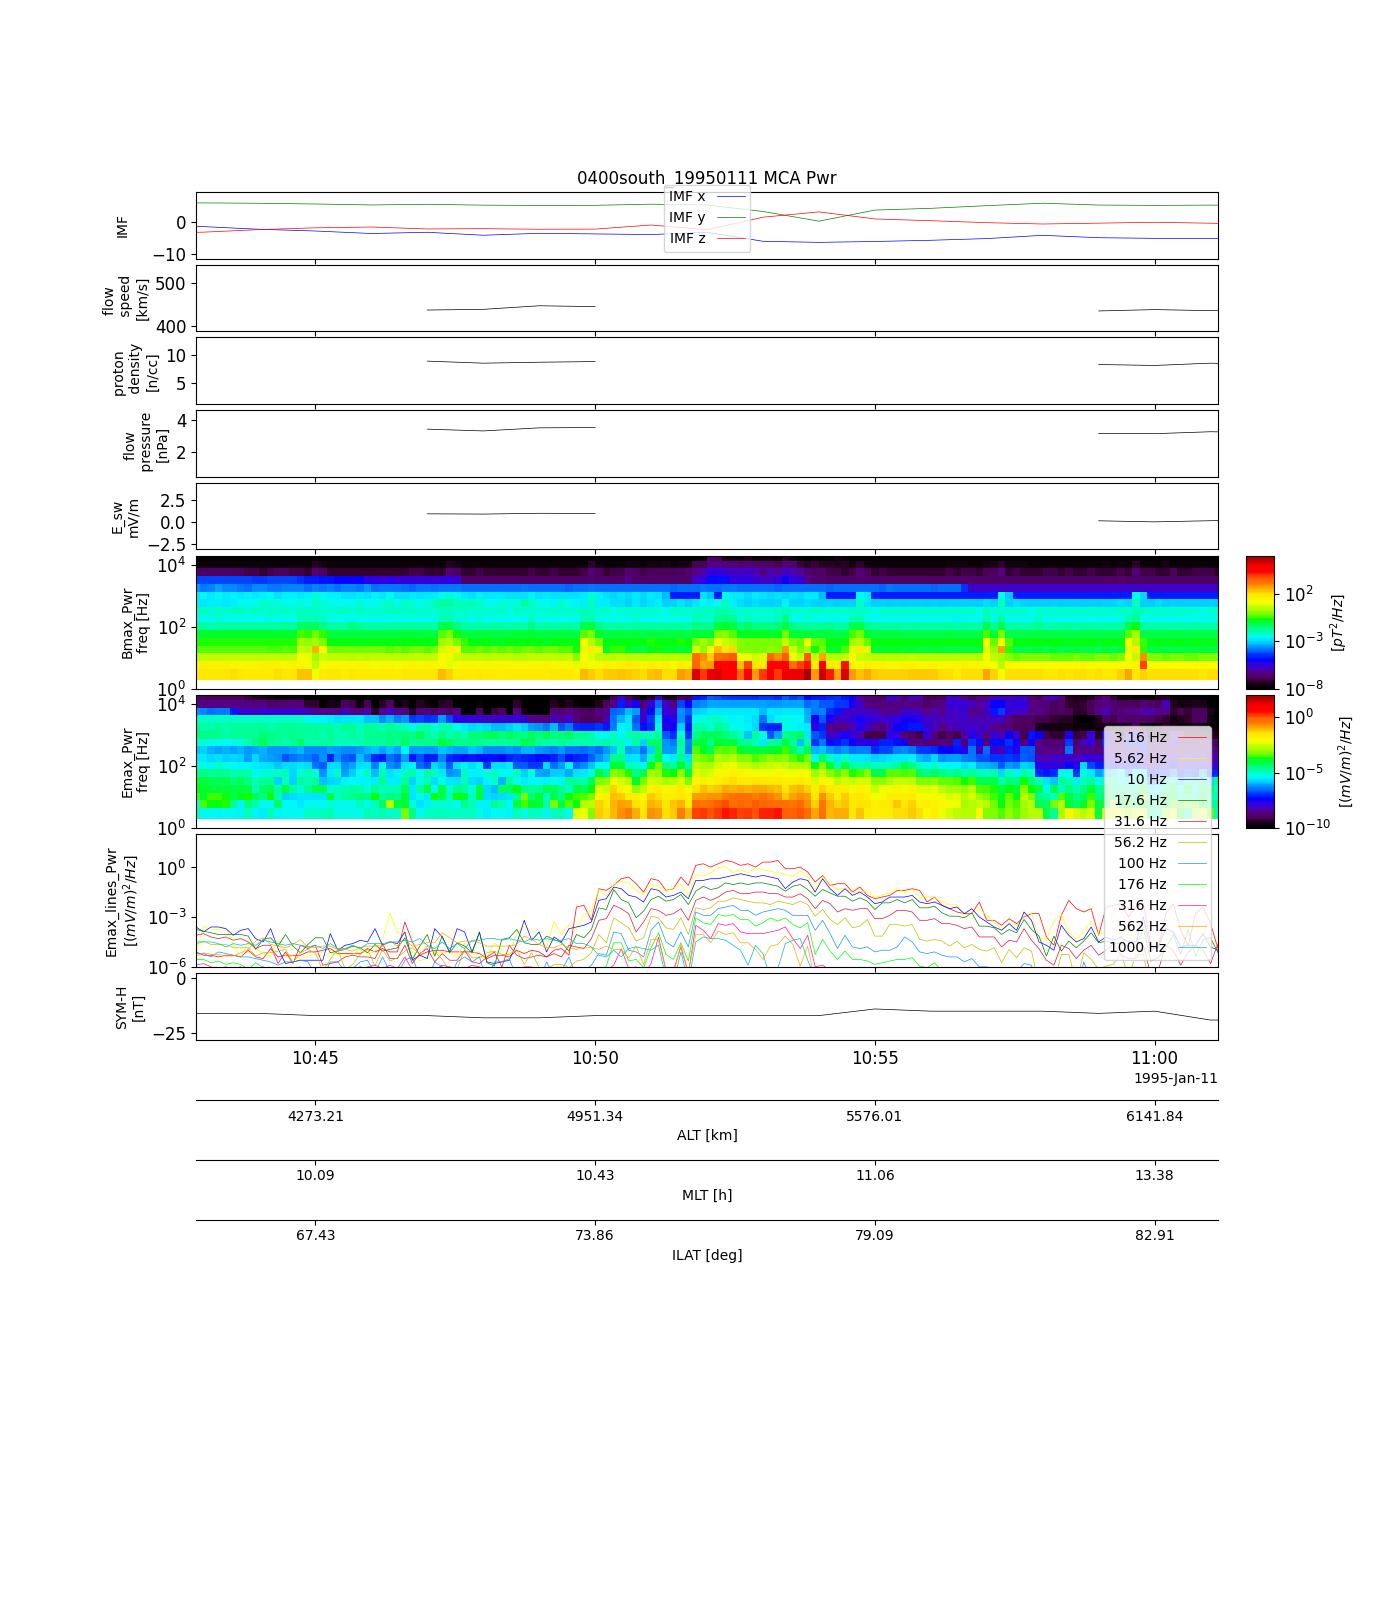 0400south_19950111 MCA Pwr
IMF
0
−10
IMF x
IMF y
IMF z
flow
speed
[km/s]
500
400
proton
density
[n/cc]
10
5
flow
pressure
[nPa]
4
2
E_sw
mV/m
2.5
0.0
−2.5
Bmax_Pwr
freq [Hz]
10^4
10^2
10^0
10^2
10^−3
10^−8
[pT^2/Hz]
Emax_Pwr
freq [Hz]
10^4
10^2
10^0
10^0
10^−5
10^−10
[(mV/m)^2/Hz]
3.16 Hz
5.62 Hz
10 Hz
17.6 Hz
31.6 Hz
56.2 Hz
100 Hz
176 Hz
316 Hz
562 Hz
1000 Hz
Emax_lines_Pwr
[(mV/m)^2/Hz]
10^0
10^−3
10^−6
SYM-H
[nT]
0
−25
10:45 10:50 10:55 11:00
1995-Jan-11
4273.21 4951.34 5576.01 6141.84
ALT [km]
10.09 10.43 11.06 13.38
MLT [h]
67.43 73.86 79.09 82.91
ILAT [deg]